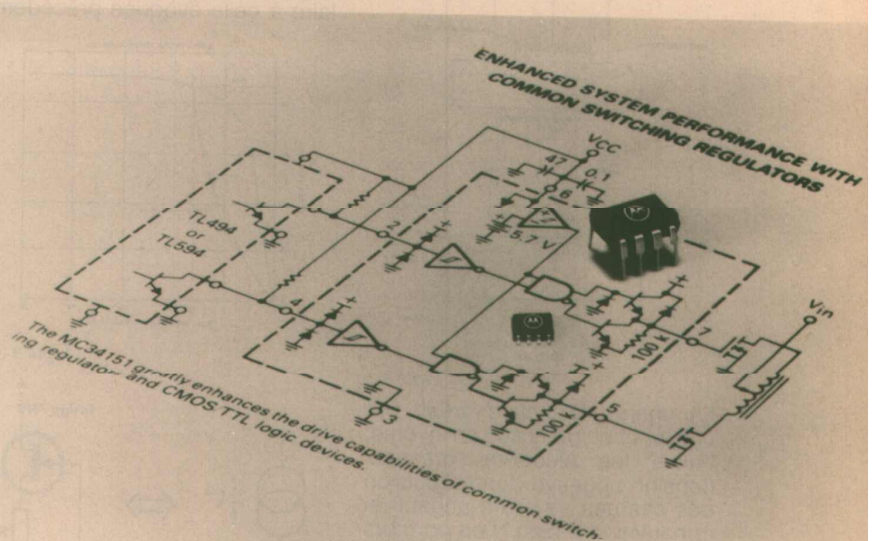 ENHANCED SYSTEM PERFORMANCE WITH
COMMON SWITCHING REGULATORS
VCC
47
0.1
6
5.7 V
TL494
or
TL594
2
4
Vin
7
100 k
5
100 k
3
The MC34151 greatly enhances the drive capabilities of common switch-
ing regulators and CMOS TTL logic devices.